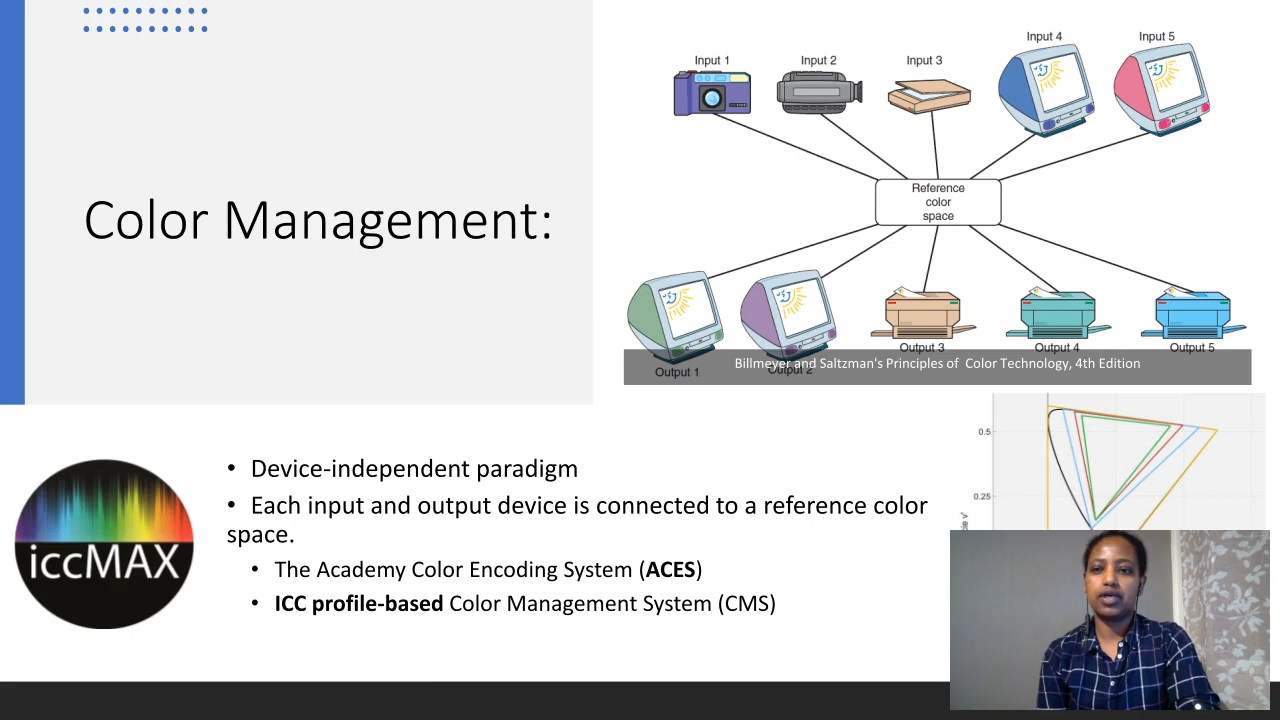 Color Management:
Input 1
Input 2
Input 3
Input 4
Input 5
Reference
color
space
Output 1
Output 2
Output 3
Output 4
Output 5
Billmeyer and Saltzman's Principles of Color Technology, 4th Edition
0.5
0.25
iccMAX
• Device-independent paradigm
• Each input and output device is connected to a reference color
space.
• The Academy Color Encoding System (ACES)
• ICC profile-based Color Management System (CMS)